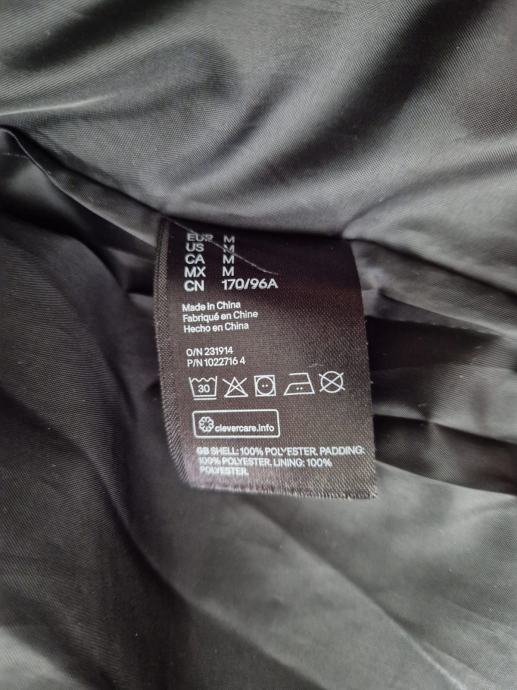 EUR M
US M
CA M
MX M
CN 170/96A
Made in China
Fabriqué en Chine
Hecho en China
O/N 231914
P/N 1022716 4
30
clevercare.info
GB SHELL: 100% POLYESTER. PADDING:
100% POLYESTER. LINING: 100%
POLYESTER.